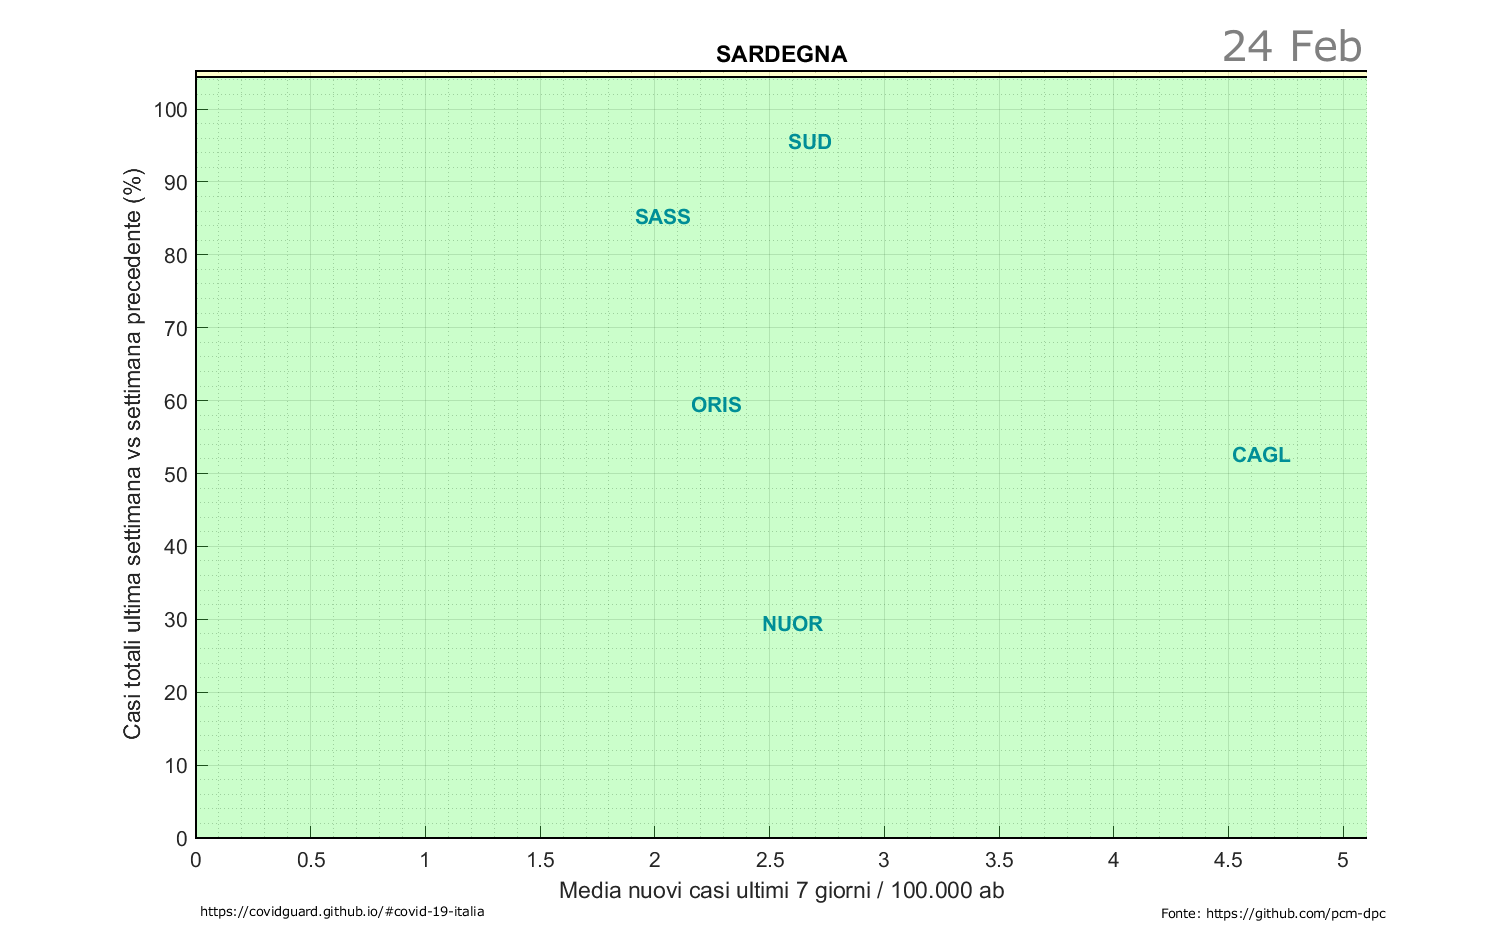 SARDEGNA
24 Feb
Casi totali ultima settimana vs settimana precedente (%)
100
90
80
70
60
50
40
30
20
10
0
SUD
SASS
ORIS
CAGL
NUOR
0 0.5 1 1.5 2 2.5 3 3.5 4 4.5 5
Media nuovi casi ultimi 7 giorni / 100.000 ab
https://covidguard.github.io/#covid-19-italia
Fonte: https://github.com/pcm-dpc